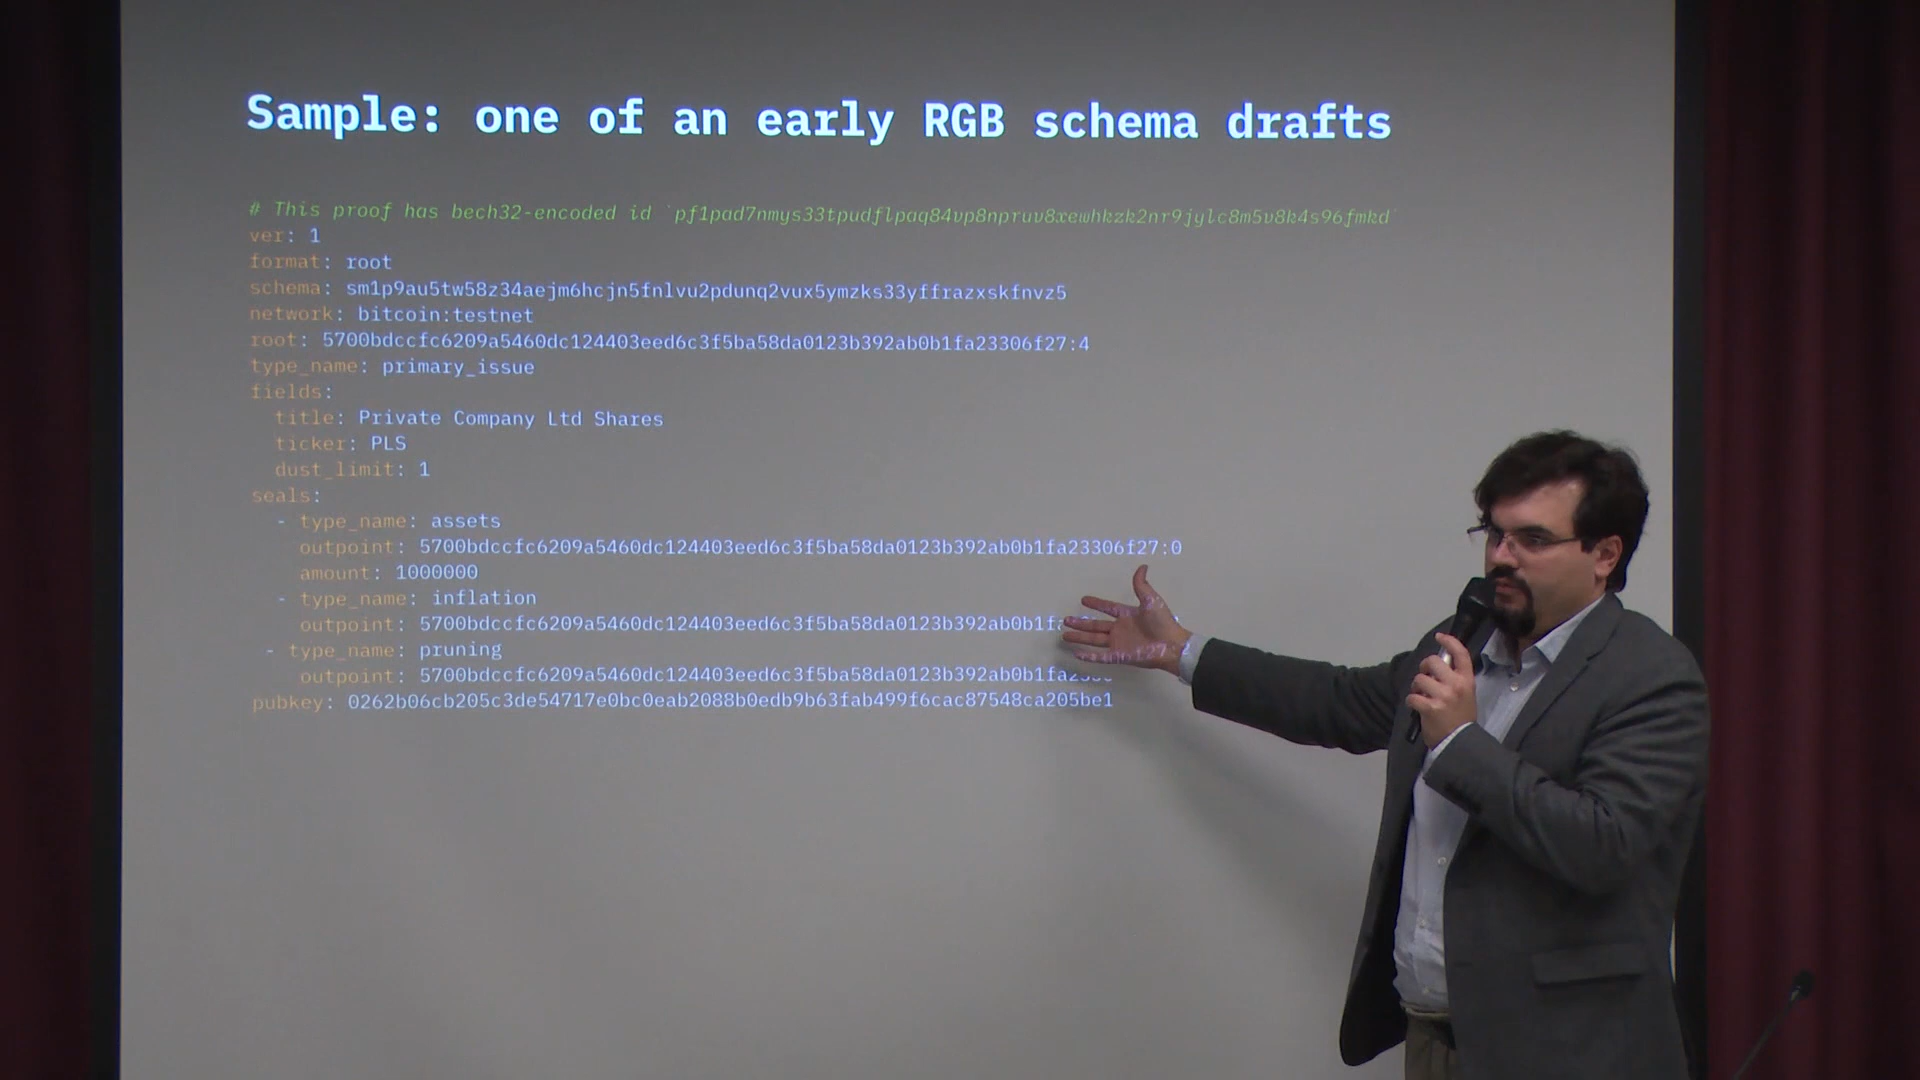 Sample: one of an early RGB schema drafts
# This proof has bech32-encoded id `pf1pad7nmys33tpudflpaq84vp8npruv8xewhkzk2nr9jylc8m5v8k4s96fmkd`
ver: 1
format: root
schema: sm1p9au5tw58z34aejm6hcjn5fnlvu2pdunq2vux5ymzks33yffrazxskfnvz5
network: bitcoin:testnet
root: 5700bdccfc6209a5460dc124403eed6c3f5ba58da0123b392ab0b1fa23306f27:4
type_name: primary_issue
fields:
title: Private Company Ltd Shares
ticker: PLS
dust_limit: 1
seals:
- type_name: assets
outpoint: 5700bdccfc6209a5460dc124403eed6c3f5ba58da0123b392ab0b1fa23306f27:0
amount: 1000000
- type_name: inflation
outpoint:
- type_name: pruning
outpoint:
pubkey: 0262b06cb205c3de54717e0bc0eab2088b0edb9b63fab499f6cac87548ca205be1